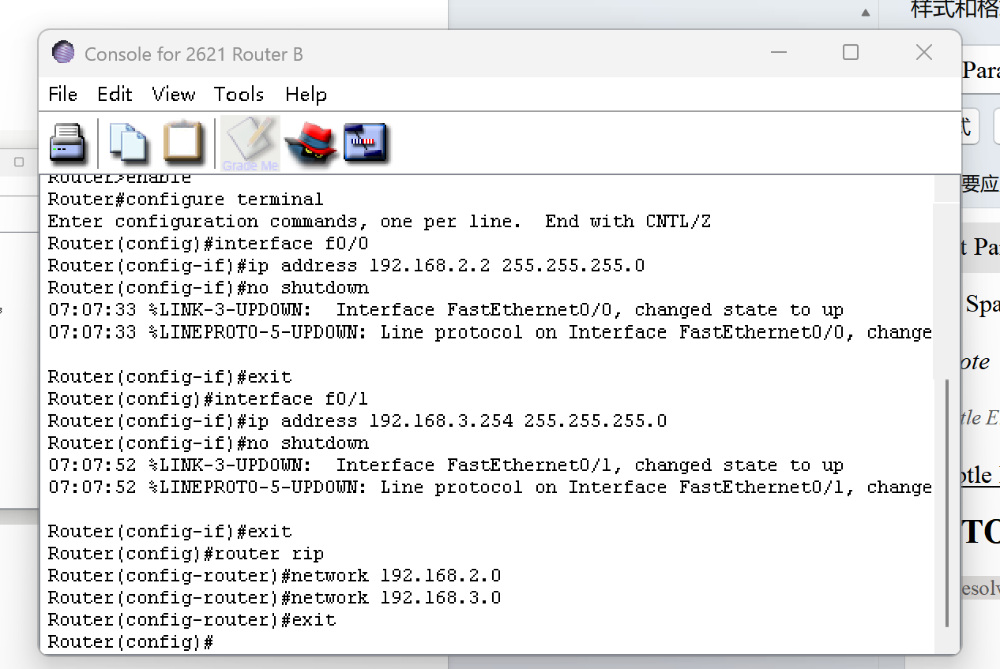 样式和格
Console for 2621 Router B
File Edit View Tools Help
Grade Me
Router>enable
Router#configure terminal
Enter configuration commands, one per line.  End with CNTL/Z
Router(config)#interface f0/0
Router(config-if)#ip address 192.168.2.2 255.255.255.0
Router(config-if)#no shutdown
07:07:33 %LINK-3-UPDOWN:  Interface FastEthernet0/0, changed state to up
07:07:33 %LINEPROTO-5-UPDOWN: Line protocol on Interface FastEthernet0/0, change
Router(config-if)#exit
Router(config)#interface f0/1
Router(config-if)#ip address 192.168.3.254 255.255.255.0
Router(config-if)#no shutdown
07:07:52 %LINK-3-UPDOWN:  Interface FastEthernet0/1, changed state to up
07:07:52 %LINEPROTO-5-UPDOWN: Line protocol on Interface FastEthernet0/1, change
Router(config-if)#exit
Router(config)#router rip
Router(config-router)#network 192.168.2.0
Router(config-router)#network 192.168.3.0
Router(config-router)#exit
Router(config)#
Para
式
要应
t Pa
Spa
ote
tle E
tle
TO
esolv